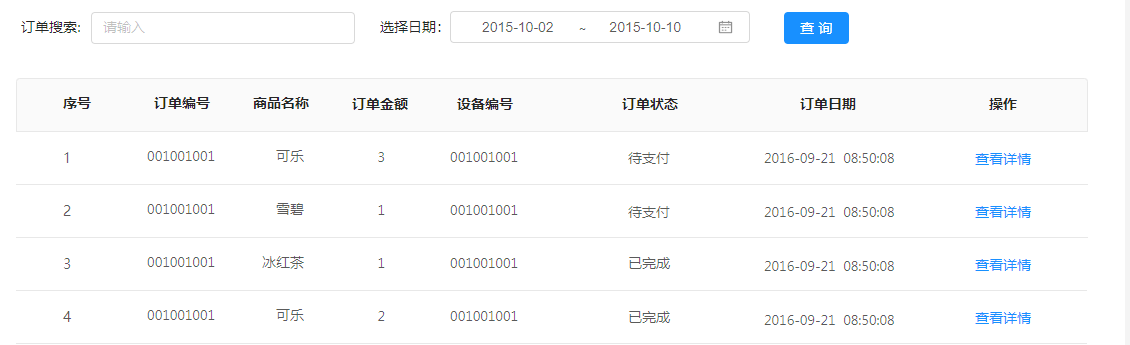 订单搜索: 请输入 选择日期: 2015-10-02 ~ 2015-10-10 查 询
序号 订单编号 商品名称 订单金额 设备编号 订单状态 订单日期 操作
1 001001001 可乐 3 001001001 待支付 2016-09-21 08:50:08 查看详情
2 001001001 雪碧 1 001001001 待支付 2016-09-21 08:50:08 查看详情
3 001001001 冰红茶 1 001001001 已完成 2016-09-21 08:50:08 查看详情
4 001001001 可乐 2 001001001 已完成 2016-09-21 08:50:08 查看详情